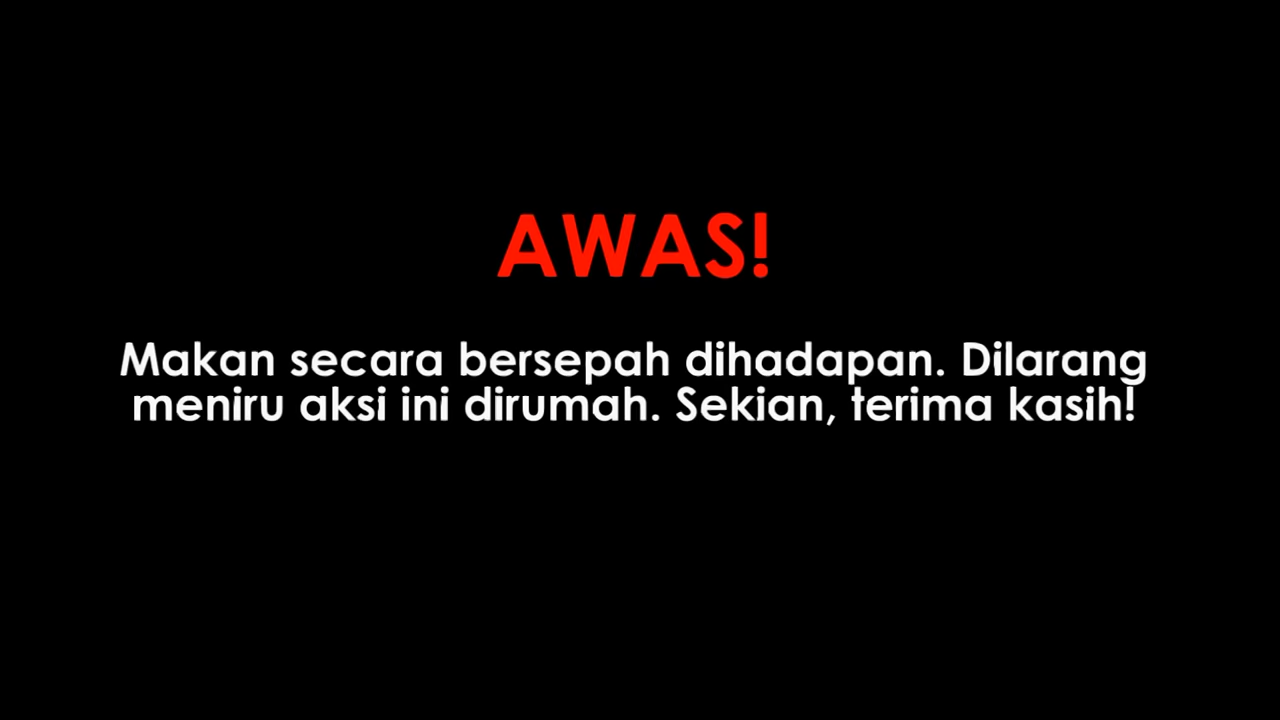 AWAS!
Makan secara bersepah dihadapan. Dilarang
meniru aksi ini dirumah. Sekian, terima kasih!